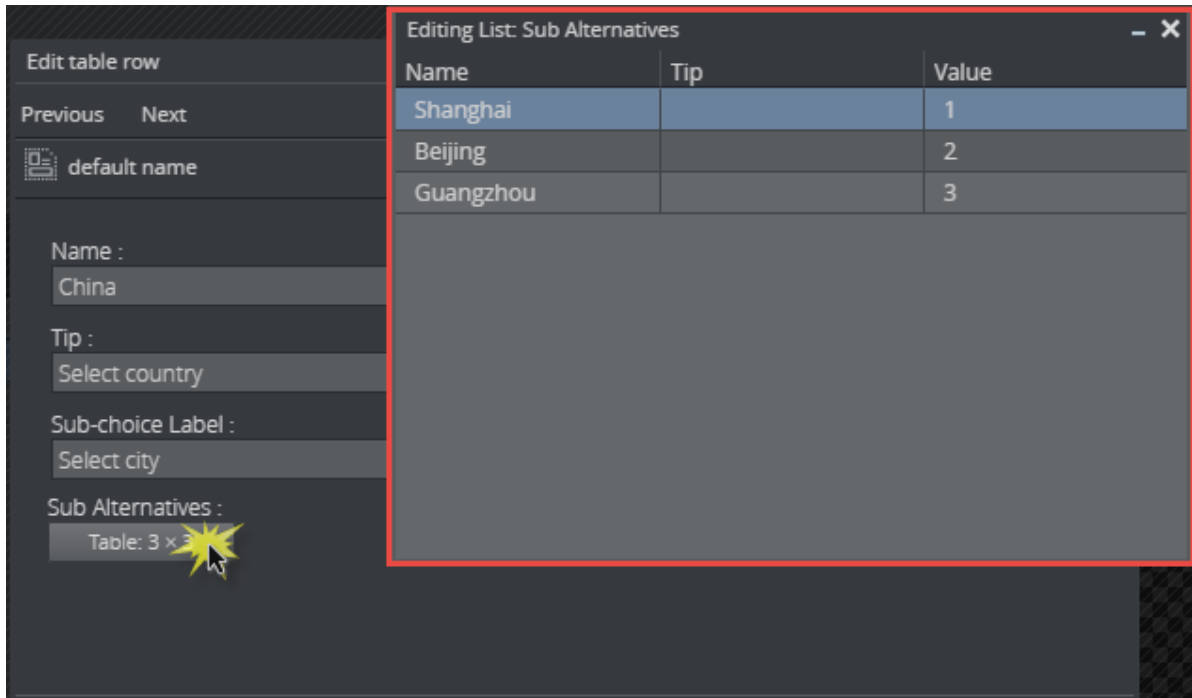 Edit table row
Previous Next
default name
Name :
China
Tip :
Select country
Sub-choice Label :
Select city
Sub Alternatives :
Table: 3 × 3
Editing List: Sub Alternatives
Name Tip Value
Shanghai 1
Beijing 2
Guangzhou 3